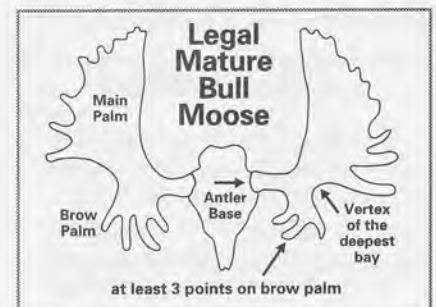 Legal
Mature
Bull
Moose
Main
Palm
Antler
Base
Brow
Palm
Vertex
of the
deepest
bay
at least 3 points on brow palm